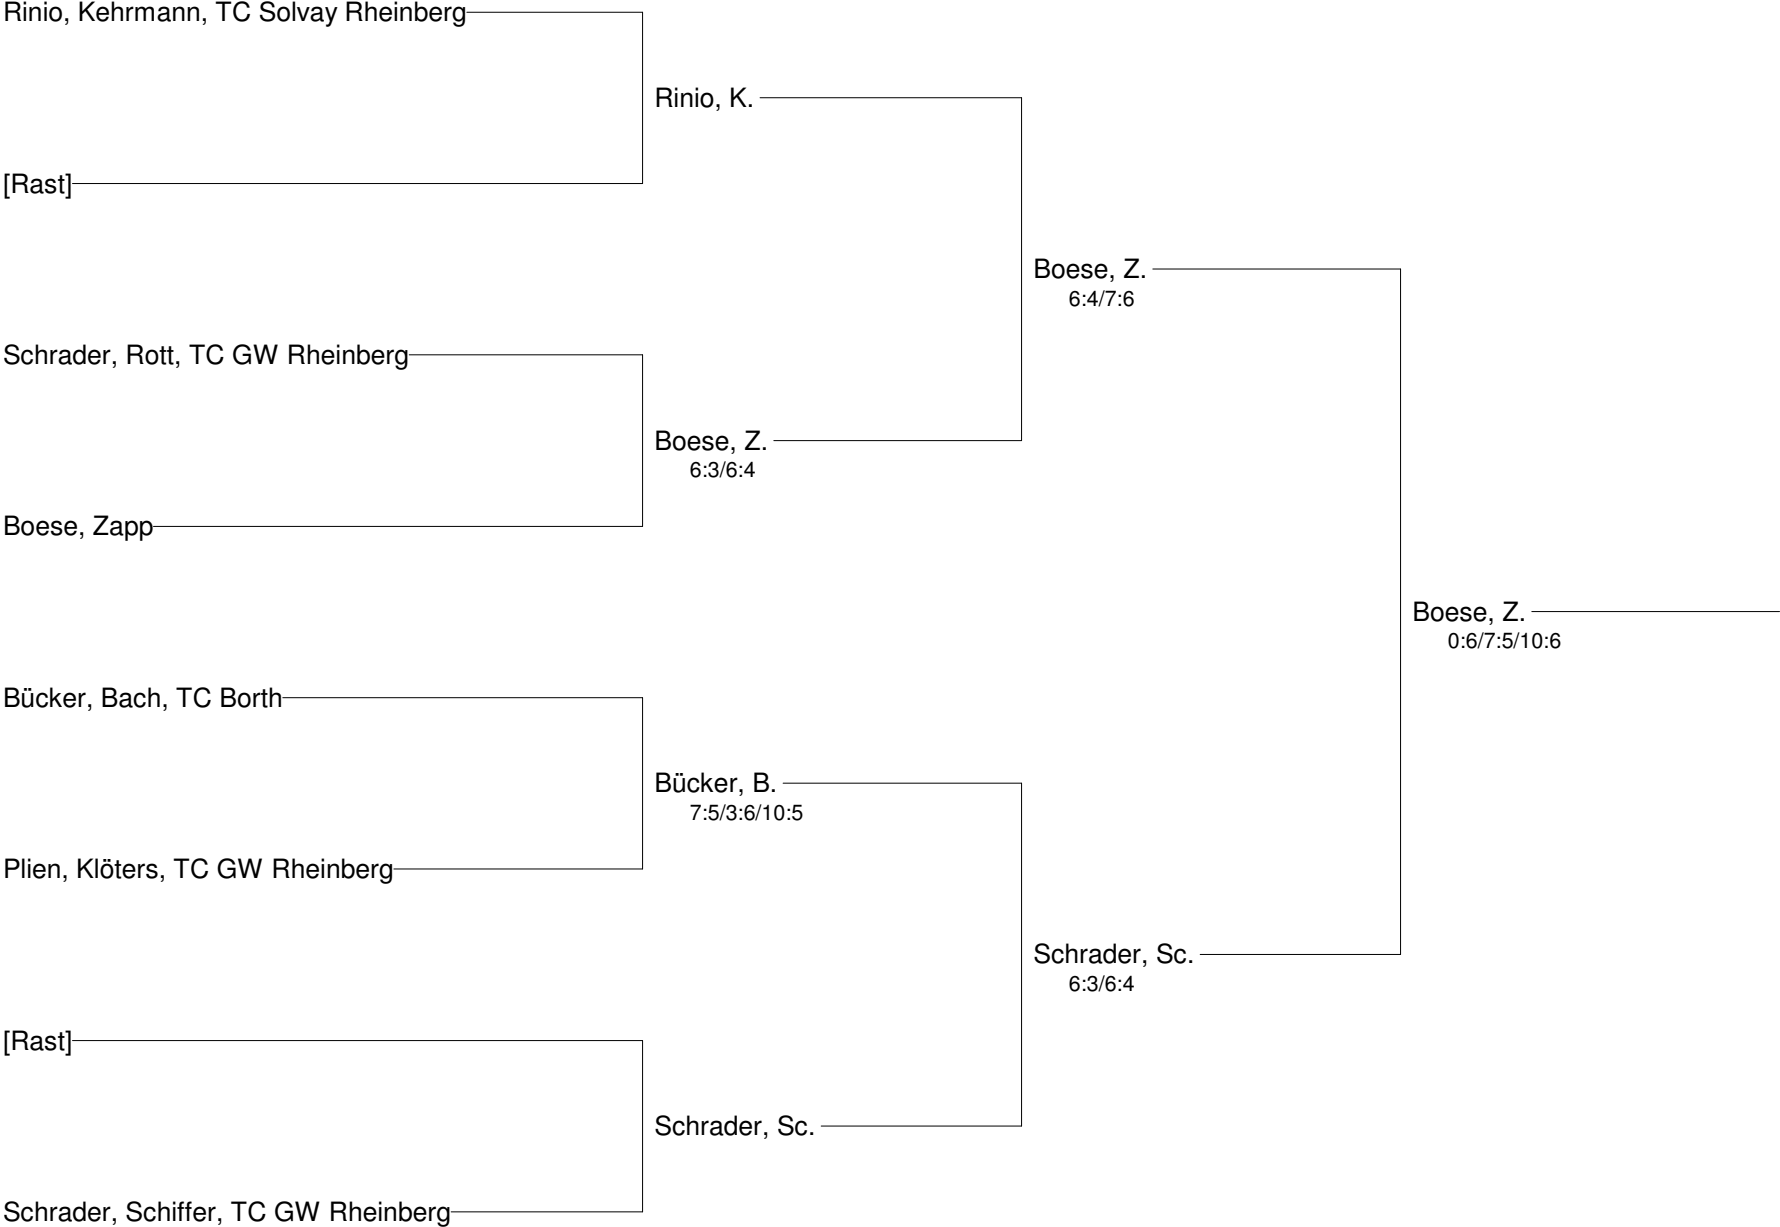 Rinio, Kehrmann, TC Solvay Rheinberg
Rinio, K.
[Rast]
Boese, Z.
6:4/7:6
Schrader, Rott, TC GW Rheinberg
Boese, Z.
6:3/6:4
Boese, Zapp
Boese, Z.
0:6/7:5/10:6
Bücker, Bach, TC Borth
Bücker, B.
7:5/3:6/10:5
Plien, Klöters, TC GW Rheinberg
Schrader, Sc.
6:3/6:4
[Rast]
Schrader, Sc.
Schrader, Schiffer, TC GW Rheinberg